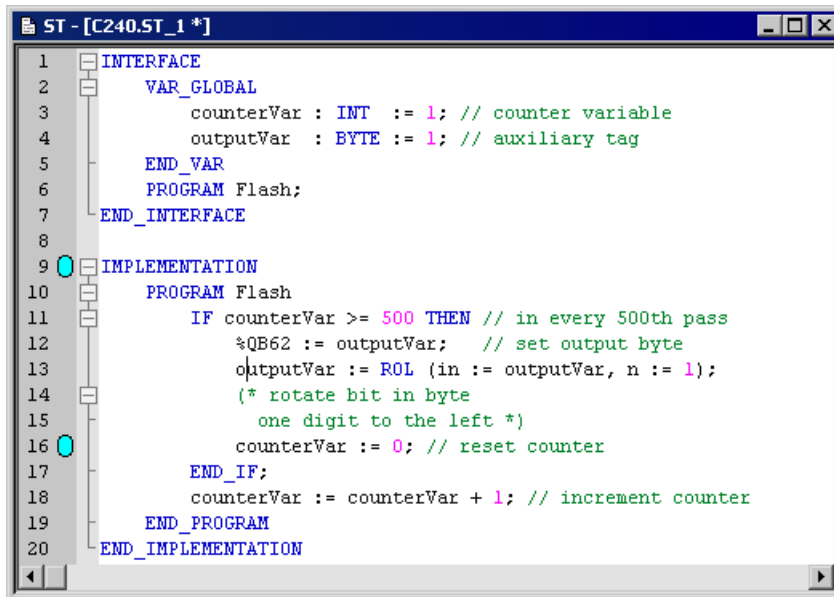 ST - [C240.ST_1 *]
1 INTERFACE
2 VAR_GLOBAL
3 counterVar : INT := 1; // counter variable
4 outputVar : BYTE := 1; // auxiliary tag
5 END_VAR
6 PROGRAM Flash;
7 END_INTERFACE
8
9 IMPLEMENTATION
10 PROGRAM Flash
11 IF counterVar >= 500 THEN // in every 500th pass
12 %QB62 := outputVar; // set output byte
13 outputVar := ROL (in := outputVar, n := 1);
14 (* rotate bit in byte
15 one digit to the left *)
16 counterVar := 0; // reset counter
17 END_IF;
18 counterVar := counterVar + 1; // increment counter
19 END_PROGRAM
20 END_IMPLEMENTATION